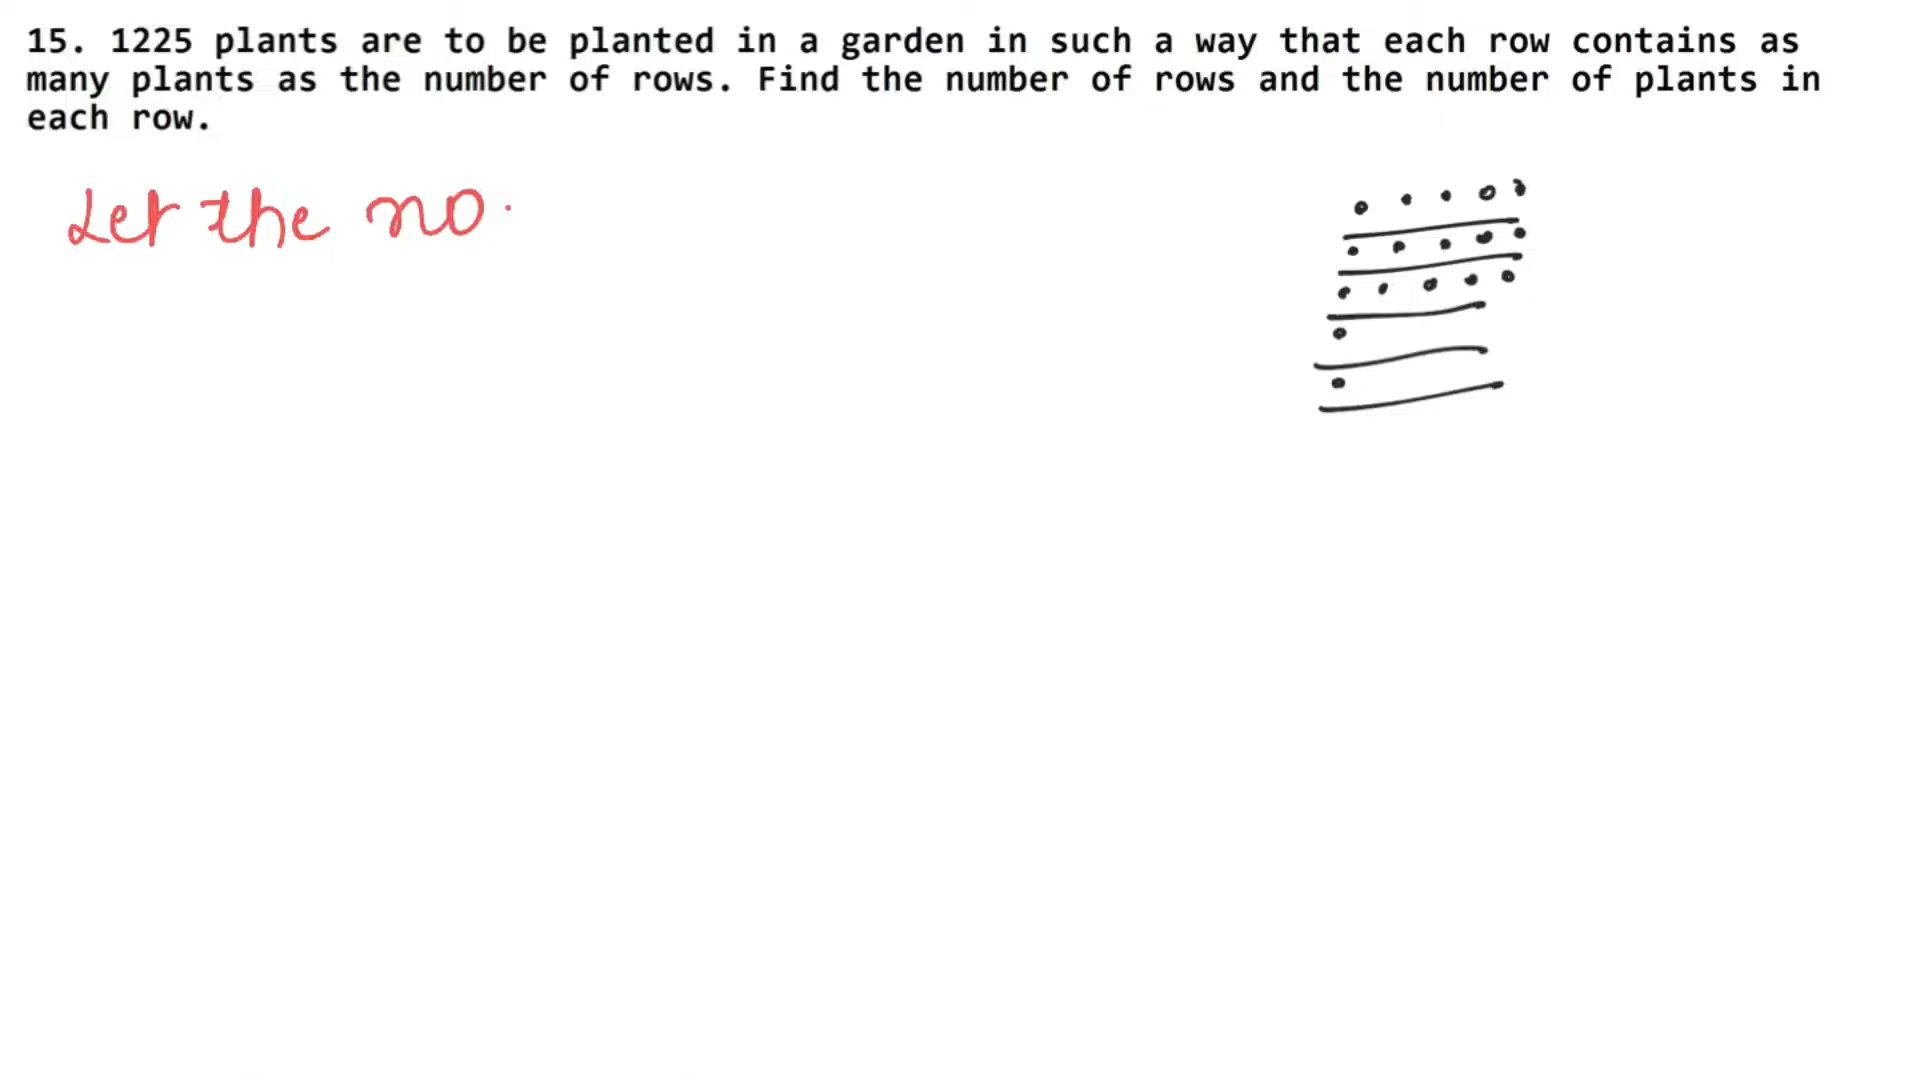 15. 1225 plants are to be planted in a garden in such a way that each row contains as
many plants as the number of rows. Find the number of rows and the number of plants in
each row.
Let the no.